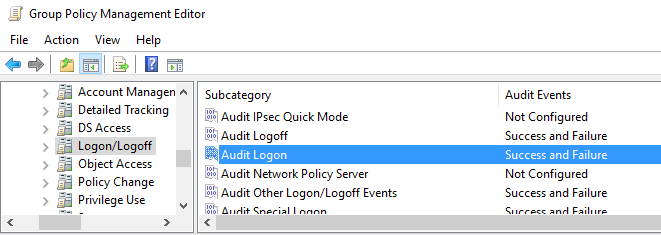 Group Policy Management Editor
File Action View Help
Account Managen
Detailed Tracking
DS Access
Logon/Logoff
Object Access
Policy Change
Privilege Use
Subcategory Audit Events
Audit IPsec Quick Mode Not Configured
Audit Logoff Success and Failure
Audit Logon Success and Failure
Audit Network Policy Server Not Configured
Audit Other Logon/Logoff Events Success and Failure
Audit Special Logon Success and Failure